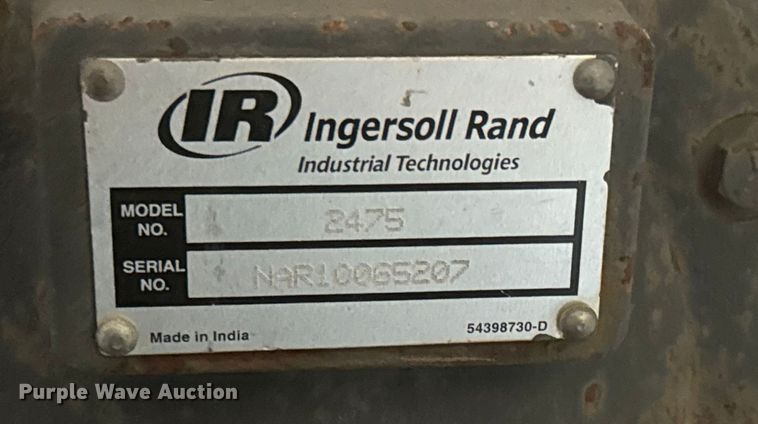 IR Ingersoll Rand
Industrial Technologies
MODEL NO. 2475
SERIAL NO. NAR10065207
Made in India 54398730-D
Purple Wave Auction